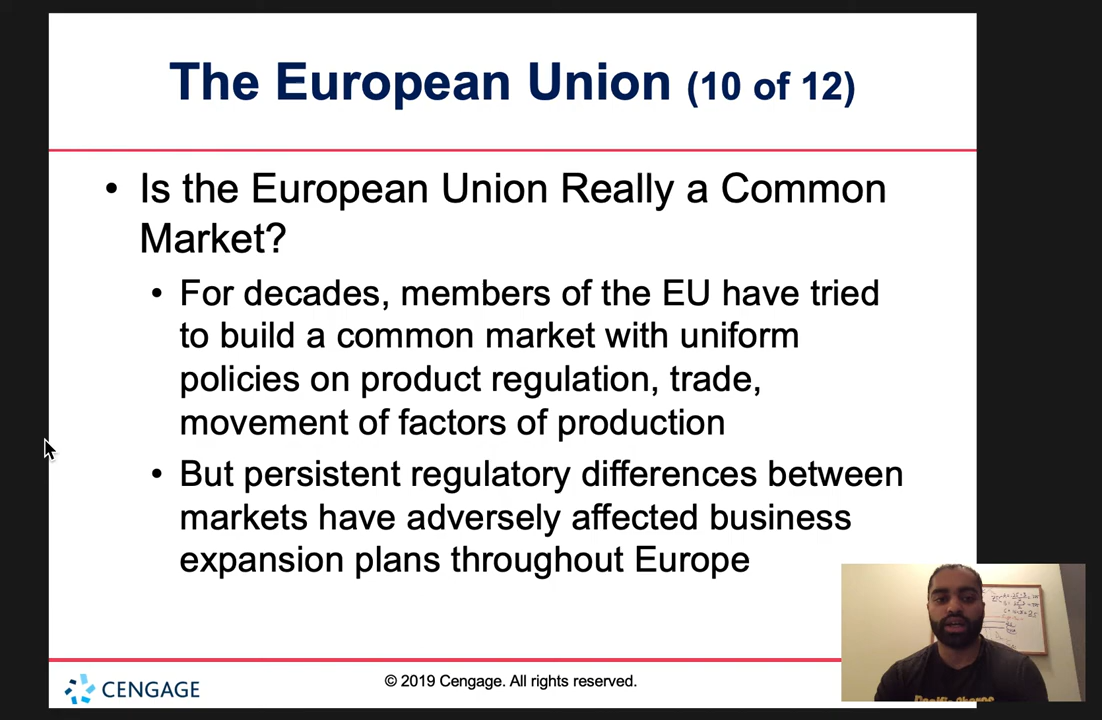 The European Union (10 of 12)
• Is the European Union Really a Common
Market?
• For decades, members of the EU have tried
to build a common market with uniform
policies on product regulation, trade,
movement of factors of production
• But persistent regulatory differences between
markets have adversely affected business
expansion plans throughout Europe
CENGAGE
© 2019 Cengage. All rights reserved.